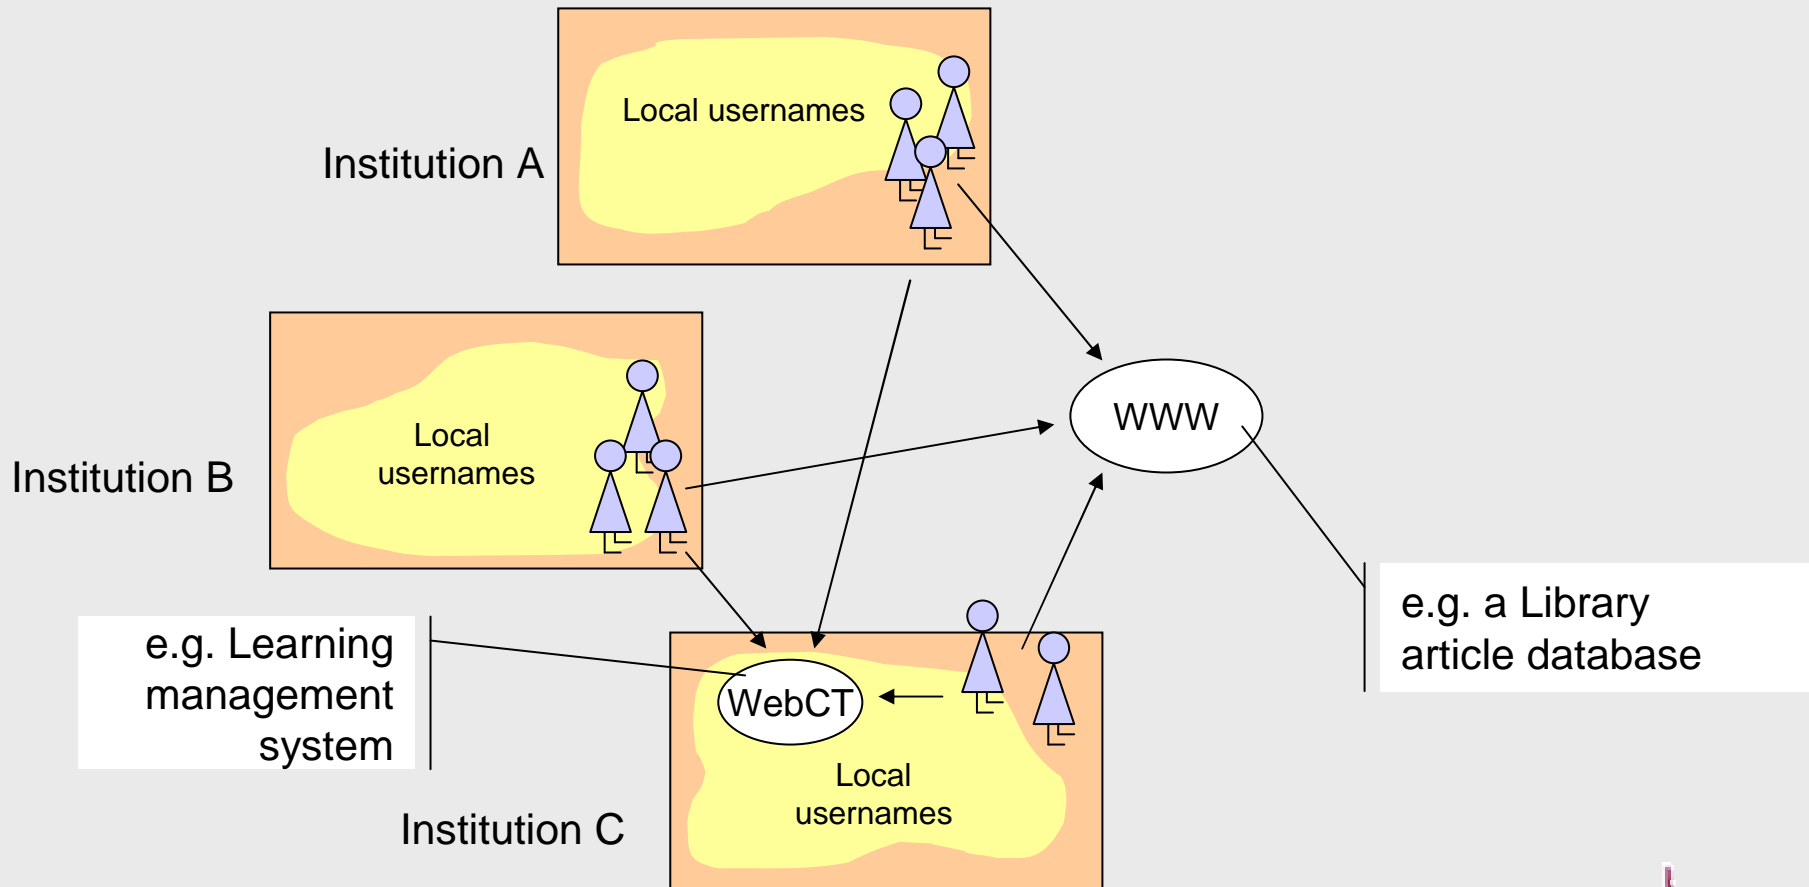 Local usernames
Institution A
Local
usernames
Institution B
WWW
e.g. a Library
article database
e.g. Learning
management
system
WebCT
Local
usernames
Institution C